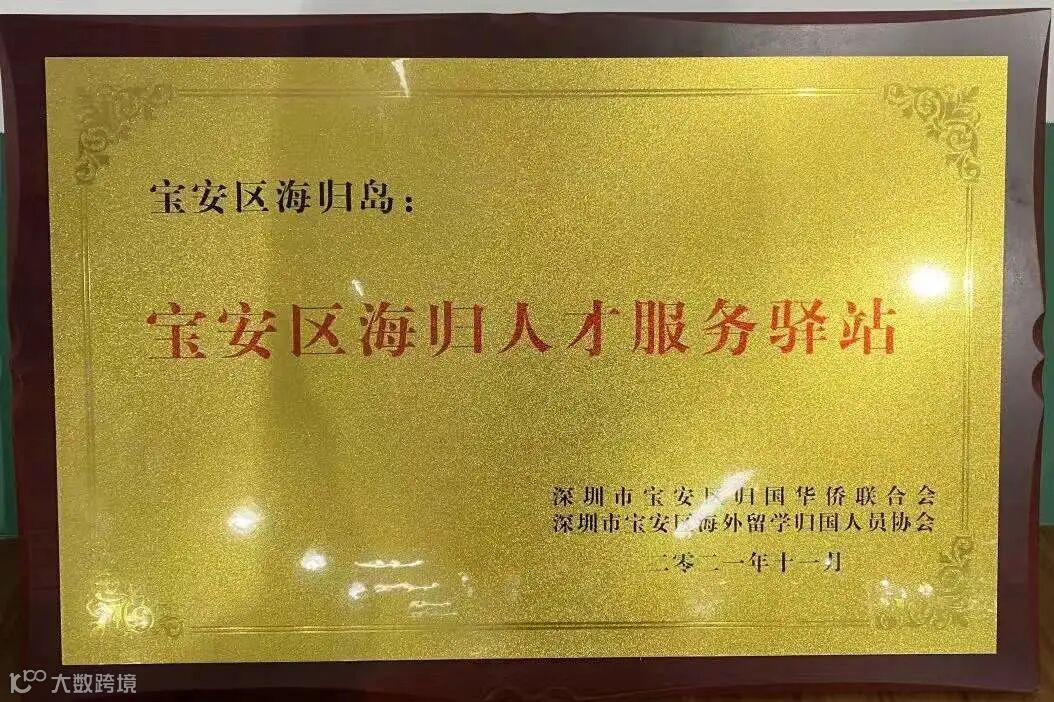 宝安区海归岛：
宝安区海归人才服务驿站
深圳市宝安区归国华侨联合会
深圳市宝安区海外留学归国人员协会
二零二一年十一月
大数跨境